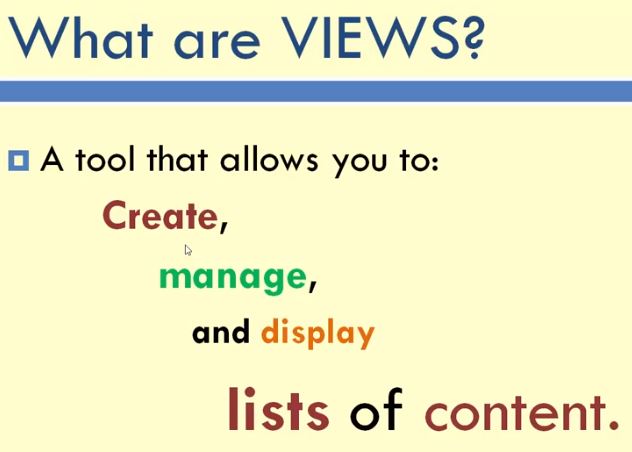 What are VIEWS?
A tool that allows you to:
Create,
manage,
and display
lists of content.